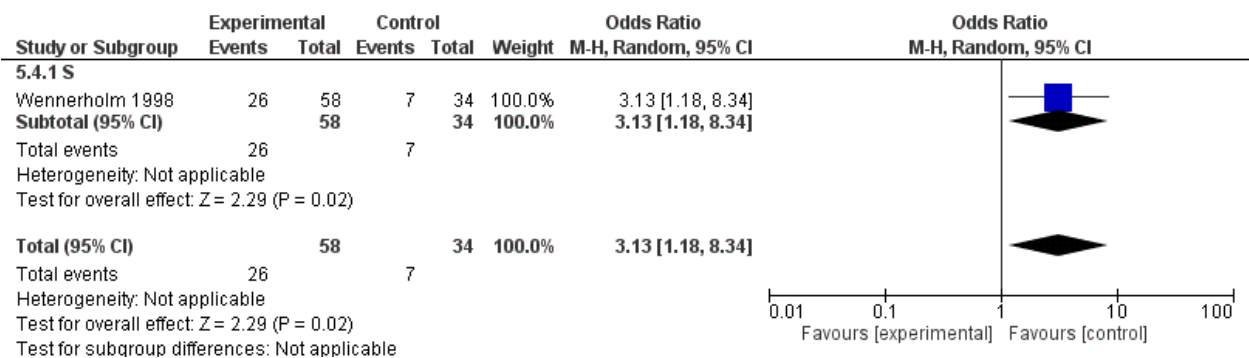 Experimental Control Odds Ratio Odds Ratio
Study or Subgroup Events Total Events Total Weight M-H, Random, 95% CI M-H, Random, 95% CI
5.4.1 S
Wennerholm 1998 26 58 7 34 100.0% 3.13 [1.18, 8.34]
Subtotal (95% CI) 58 34 100.0% 3.13 [1.18, 8.34]
Total events 26 7
Heterogeneity: Not applicable
Test for overall effect: Z = 2.29 (P = 0.02)
Total (95% CI) 58 34 100.0% 3.13 [1.18, 8.34]
Total events 26 7
Heterogeneity: Not applicable
Test for overall effect: Z = 2.29 (P = 0.02)
Test for subgroup differences: Not applicable
0.01 0.1 1 10 100
Favours [experimental] Favours [control]